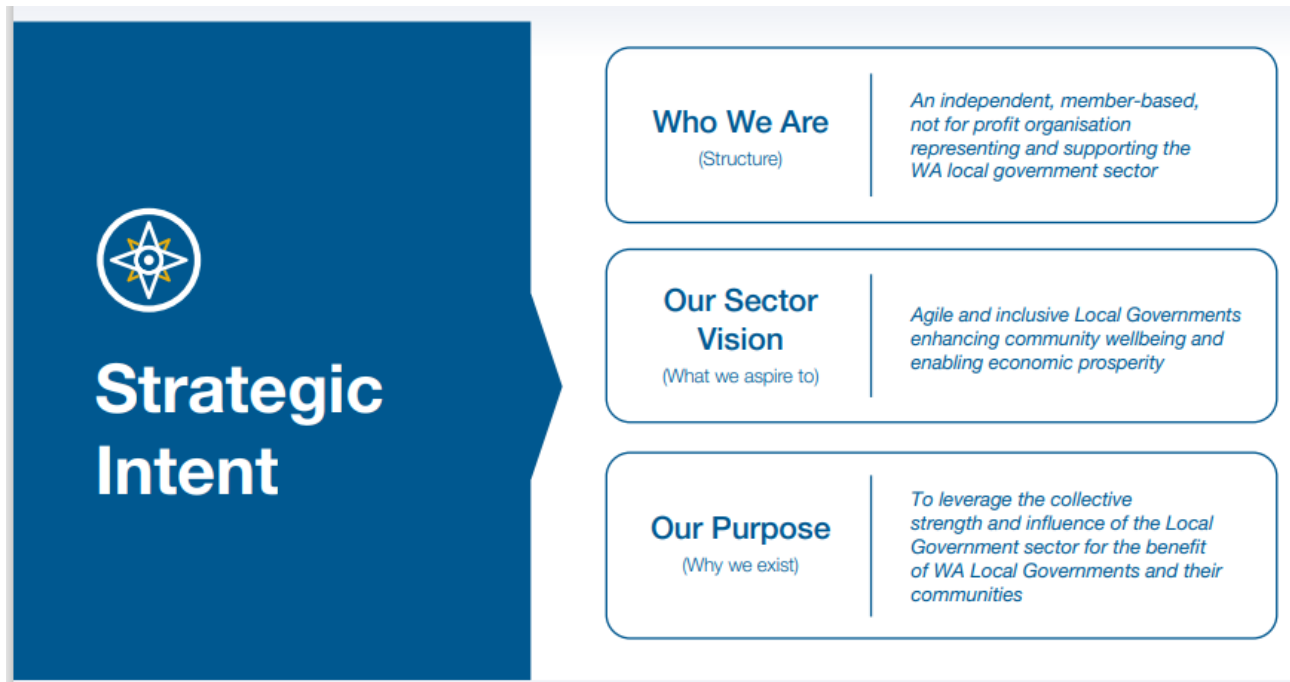 Strategic
Intent
Who We Are
(Structure)
An independent, member-based,
not for profit organisation
representing and supporting the
WA local government sector
Our Sector
Vision
(What we aspire to)
Agile and inclusive Local Governments
enhancing community wellbeing and
enabling economic prosperity
Our Purpose
(Why we exist)
To leverage the collective
strength and influence of the Local
Government sector for the benefit
of WA Local Governments and their
communities